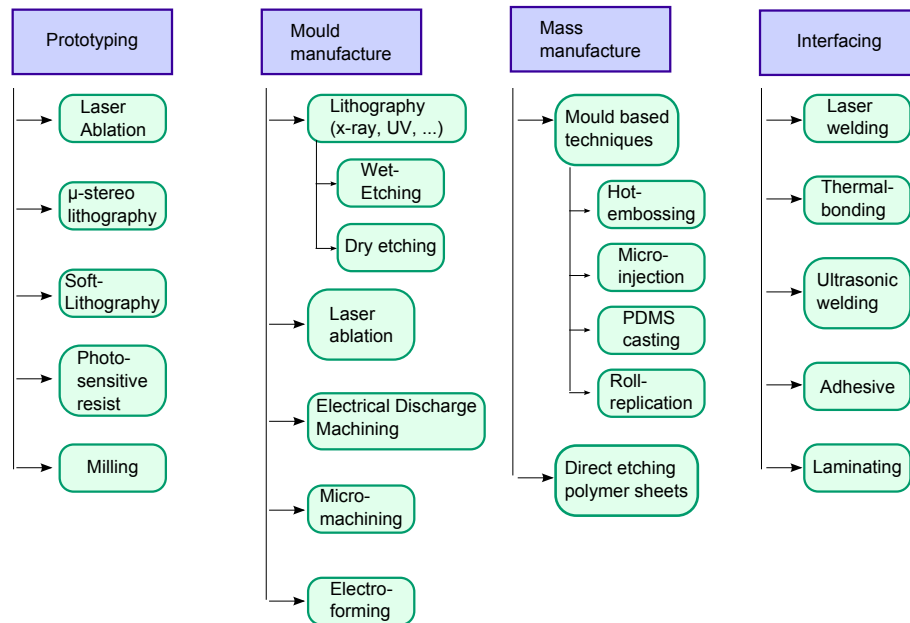 Prototyping
Laser
Ablation
µ-stereo
lithography
Soft-
Lithography
Photo-
sensitive
resist
Milling
Mould
manufacture
Lithography
(x-ray, UV, ...)
Wet-
Etching
Dry etching
Laser
ablation
Electrical Discharge
Machining
Micro-
machining
Electro-
forming
Mass
manufacture
Mould based
techniques
Hot-
embossing
Micro-
injection
PDMS
casting
Roll-
replication
Direct etching
polymer sheets
Interfacing
Laser
welding
Thermal-
bonding
Ultrasonic
welding
Adhesive
Laminating